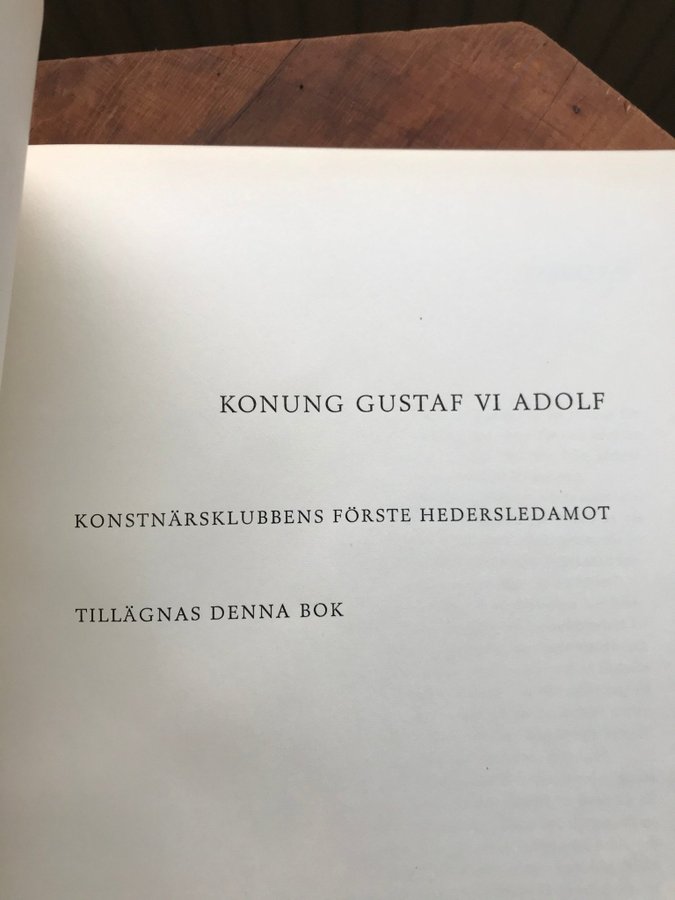 KONUNG GUSTAF VI ADOLF
KONSTNÄRSKLUBBENS FÖRSTE HEDERSLEDAMOT
TILLÄGNAS DENNA BOK